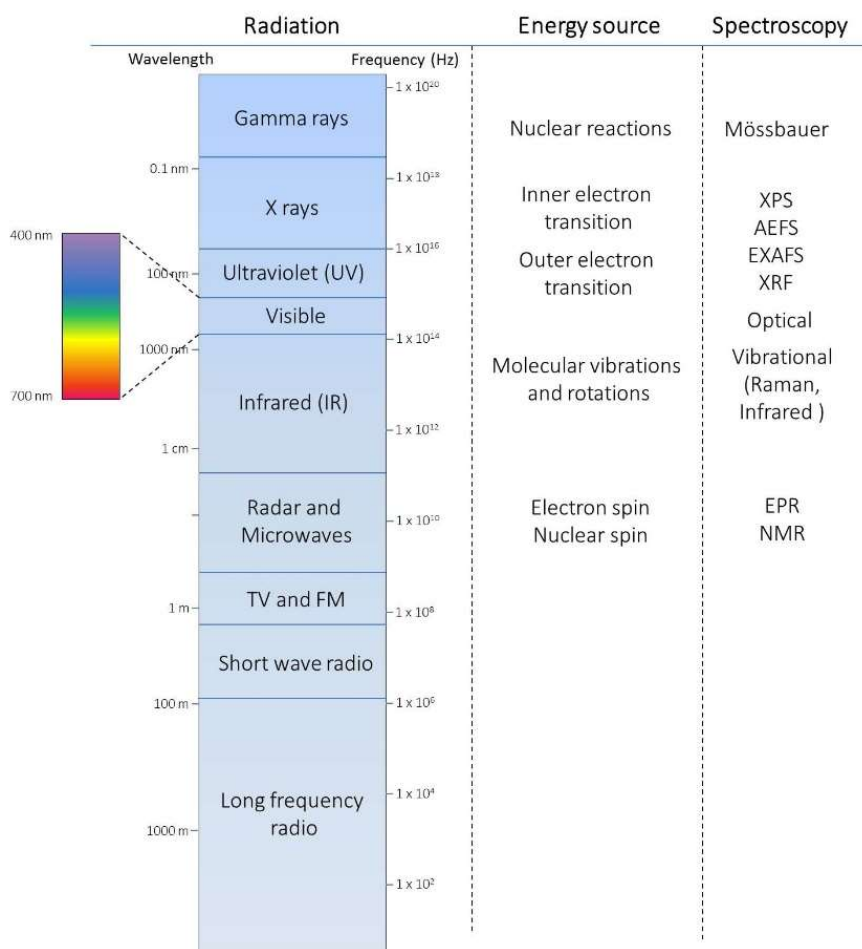 Radiation
Energy source
Spectroscopy
Wavelength
Frequency (Hz)
1 x 10²⁰
Gamma rays
Nuclear reactions
Mössbauer
0.1 nm
1 x 10¹⁸
X rays
Inner electron
transition
XPS
AEFS
EXAFS
XRF
400 nm
1 x 10¹⁶
100 nm
Ultraviolet (UV)
Outer electron
transition
Visible
Optical
1 x 10¹⁴
1000 nm
700 nm
Infrared (IR)
Molecular vibrations
and rotations
Vibrational
(Raman,
Infrared )
1 x 10¹²
1 cm
Radar and
Microwaves
1 x 10¹⁰
Electron spin
Nuclear spin
EPR
NMR
TV and FM
1 m
1 x 10⁸
Short wave radio
100 m
1 x 10⁶
Long frequency
radio
1 x 10⁴
1000 m
1 x 10²